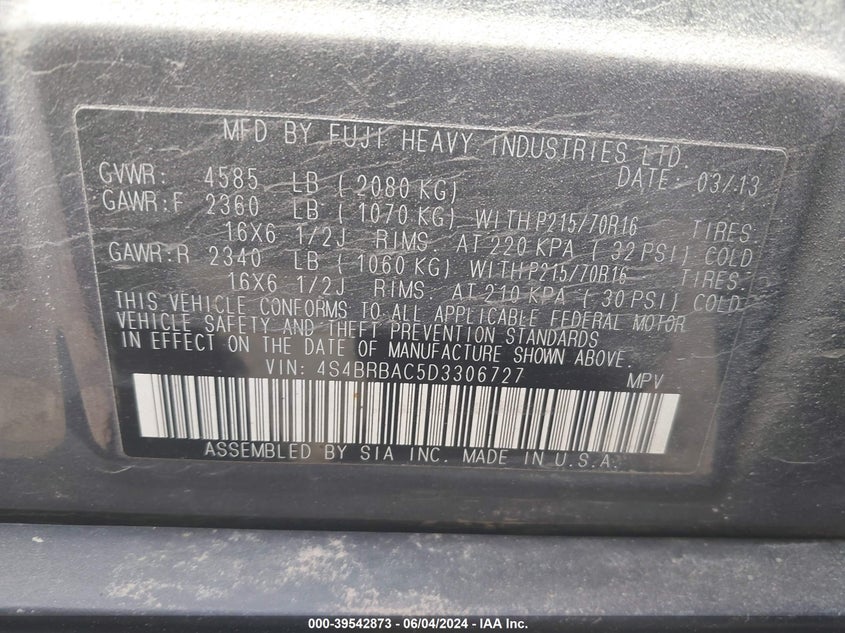 MFD BY FUJI HEAVY INDUSTRIES LTD.
GVWR: 4585 LB ( 2080 KG) DATE: 03/13
GAWR:F 2360 LB ( 1070 KG) WITH P215/70R16 TIRES
16X6 1/2J RIMS. AT 220 KPA ( 32 PSI) COLD
GAWR:R 2340 LB ( 1060 KG) WITH P215/70R16 TIRES
16X6 1/2J RIMS. AT 210 KPA ( 30 PSI) COLD.
THIS VEHICLE CONFORMS TO ALL APPLICABLE FEDERAL MOTOR
VEHICLE SAFETY AND THEFT PREVENTION STANDARDS
IN EFFECT ON THE DATE OF MANUFACTURE SHOWN ABOVE.
VIN: 4S4BRBAC5D3306727 MPV
ASSEMBLED BY SIA INC. MADE IN U.S.A.
000-39542873 - 06/04/2024 - IAA Inc.